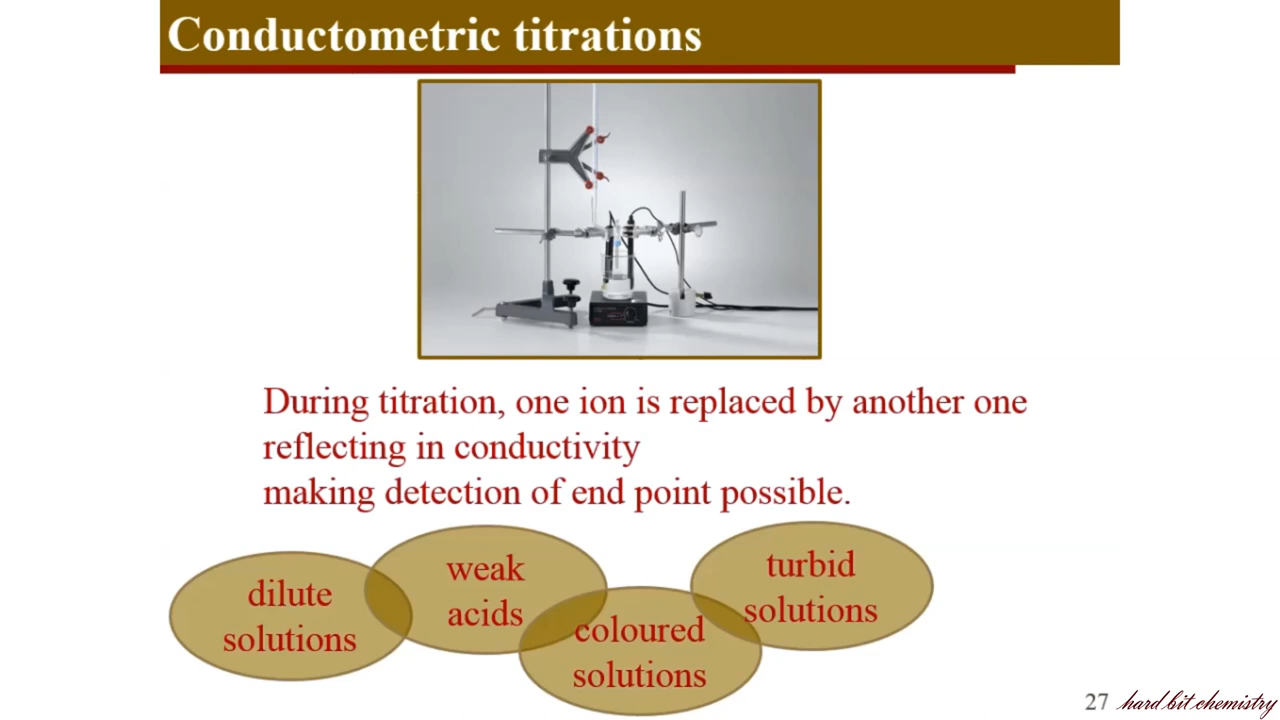 Conductometric titrations
During titration, one ion is replaced by another one
reflecting in conductivity
making detection of end point possible.
dilute
solutions
weak
acids
coloured
solutions
turbid
solutions
27
hard bit chemistry